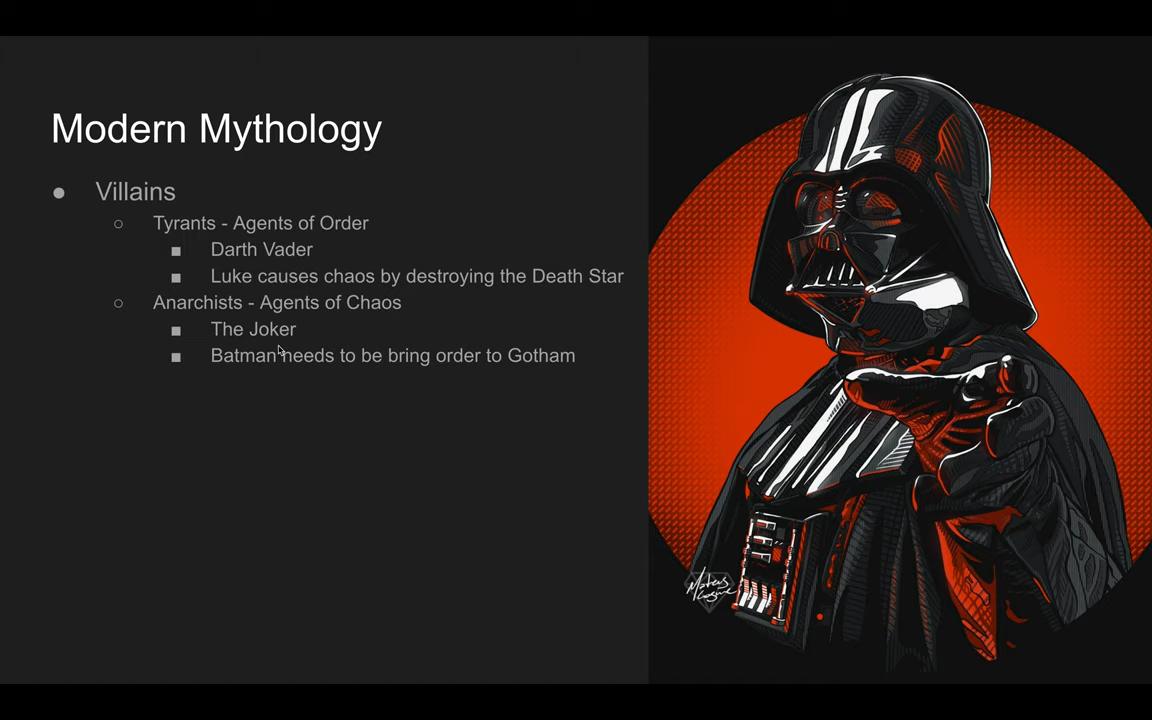 Modern Mythology
● Villains
○ Tyrants - Agents of Order
■ Darth Vader
■ Luke causes chaos by destroying the Death Star
○ Anarchists - Agents of Chaos
■ The Joker
■ Batman needs to be bring order to Gotham